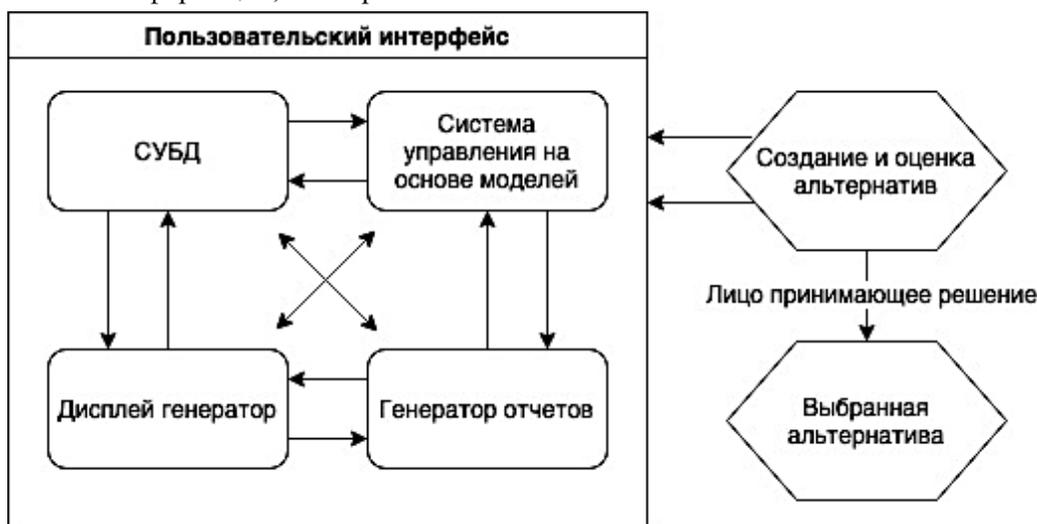 Пользовательский интерфейс
СУБД
Система
управления на
основе моделей
Создание и оценка
альтернатив
Лицо принимающее решение
Дисплей генератор
Генератор отчетов
Выбранная
альтернатива